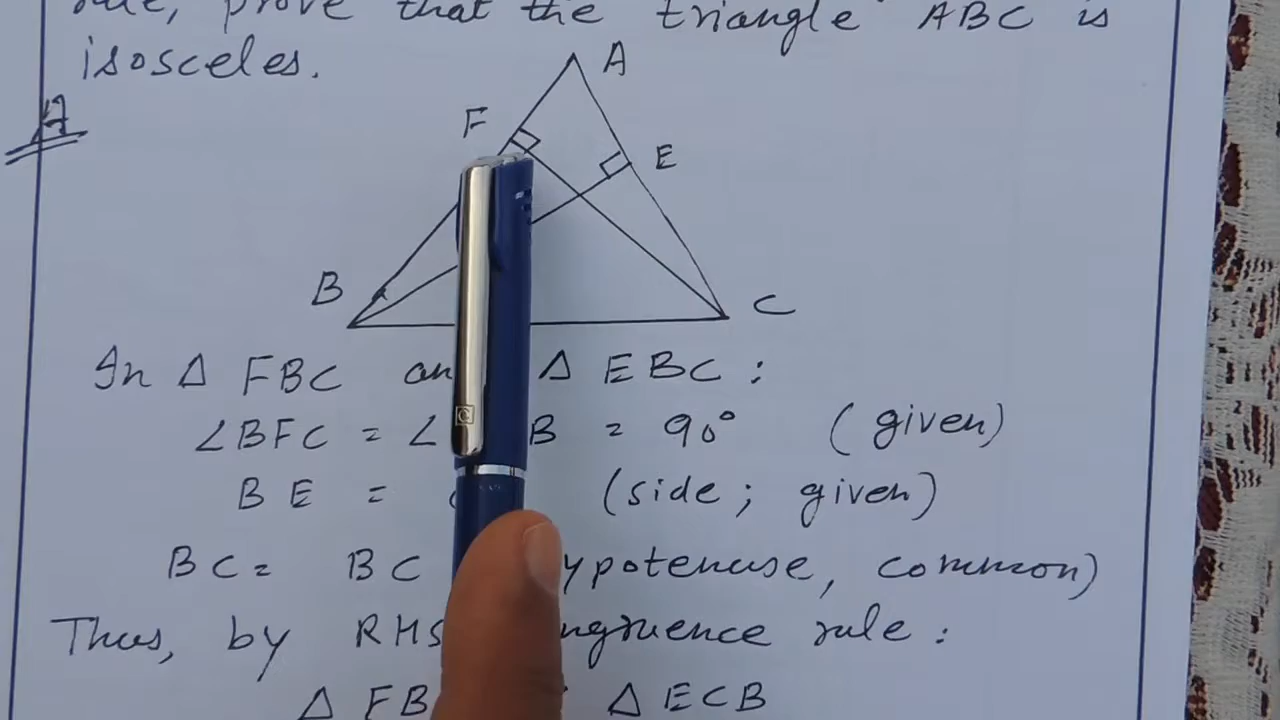 rule, prove that the triangle ABC is
isosceles.
A
A
F
E
B
C
In Δ FBC an Δ EBC :
∠BFC = ∠ B = 90° (given)
BE = (side; given)
BC = BC ypotenuse, common)
Thus, by RHS ngruence rule :
Δ FB Δ ECB